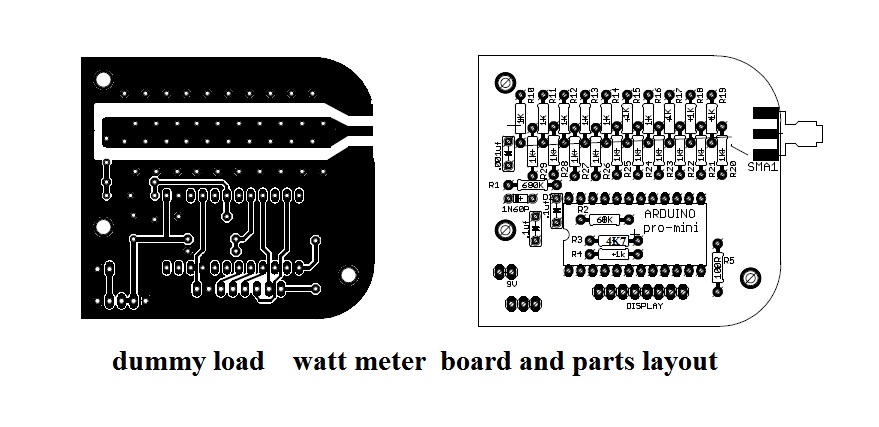 R10 R11 R12 R13 R14 R15 R16 R17 R18 R19
1K 1K 1K 1K 1K 1K 1K 1K 1K 1K
.001uf
1K 1K 1K 1K 1K 1K 1K 1K 1K 1K
R29 R28 R27 R26 R25 R24 R23 R22 R21 R20
SMA1
R1 680K
1N60P
.1uf .1uf
R2 68K
ARDUINO
pro-mini
R3 4K7
R4 1k
100R R5
9V
DISPLAY
dummy load watt meter board and parts layout